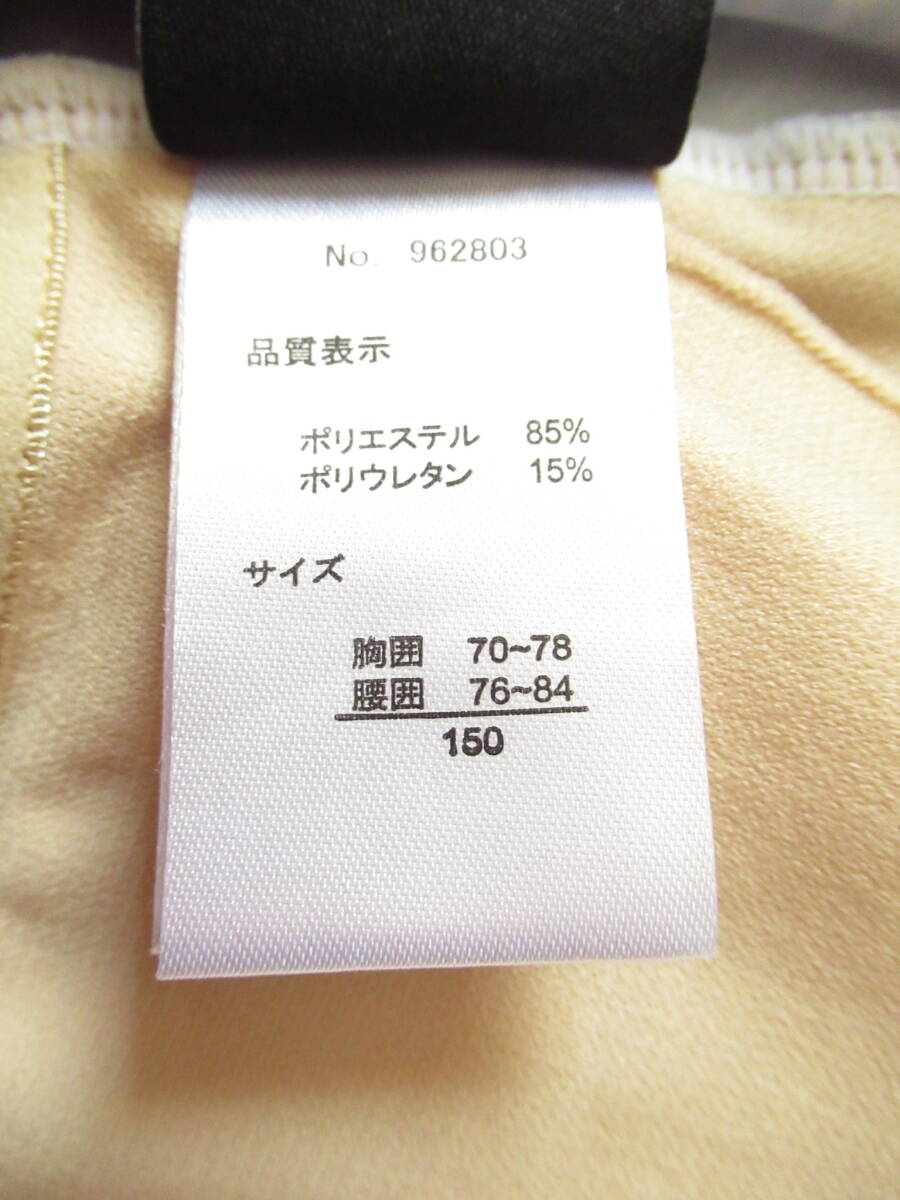 No. 962803
品質表示
ポリエステル 85%
ポリウレタン 15%
サイズ
胸囲 70~78
腰囲 76~84
150